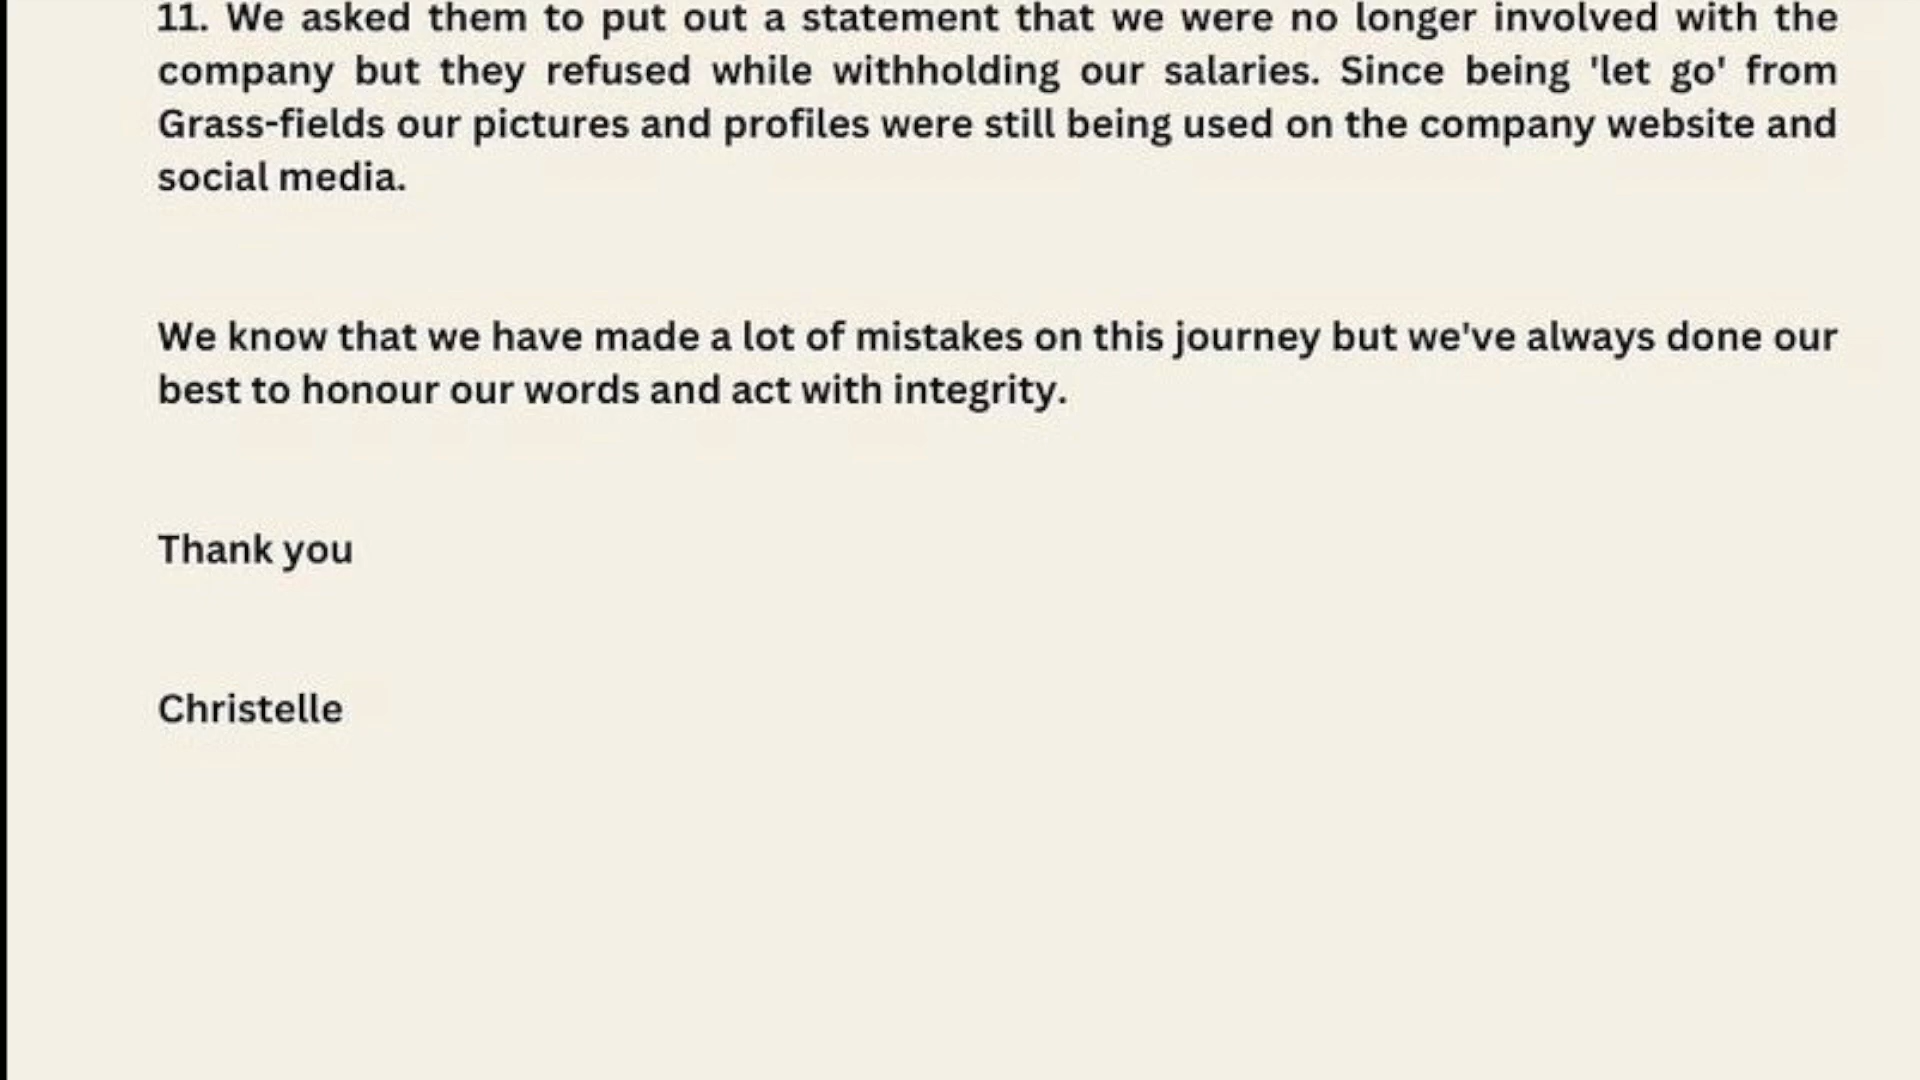 11. We asked them to put out a statement that we were no longer involved with the
company but they refused while withholding our salaries. Since being 'let go' from
Grass-fields our pictures and profiles were still being used on the company website and
social media.
We know that we have made a lot of mistakes on this journey but we've always done our
best to honour our words and act with integrity.
Thank you
Christelle